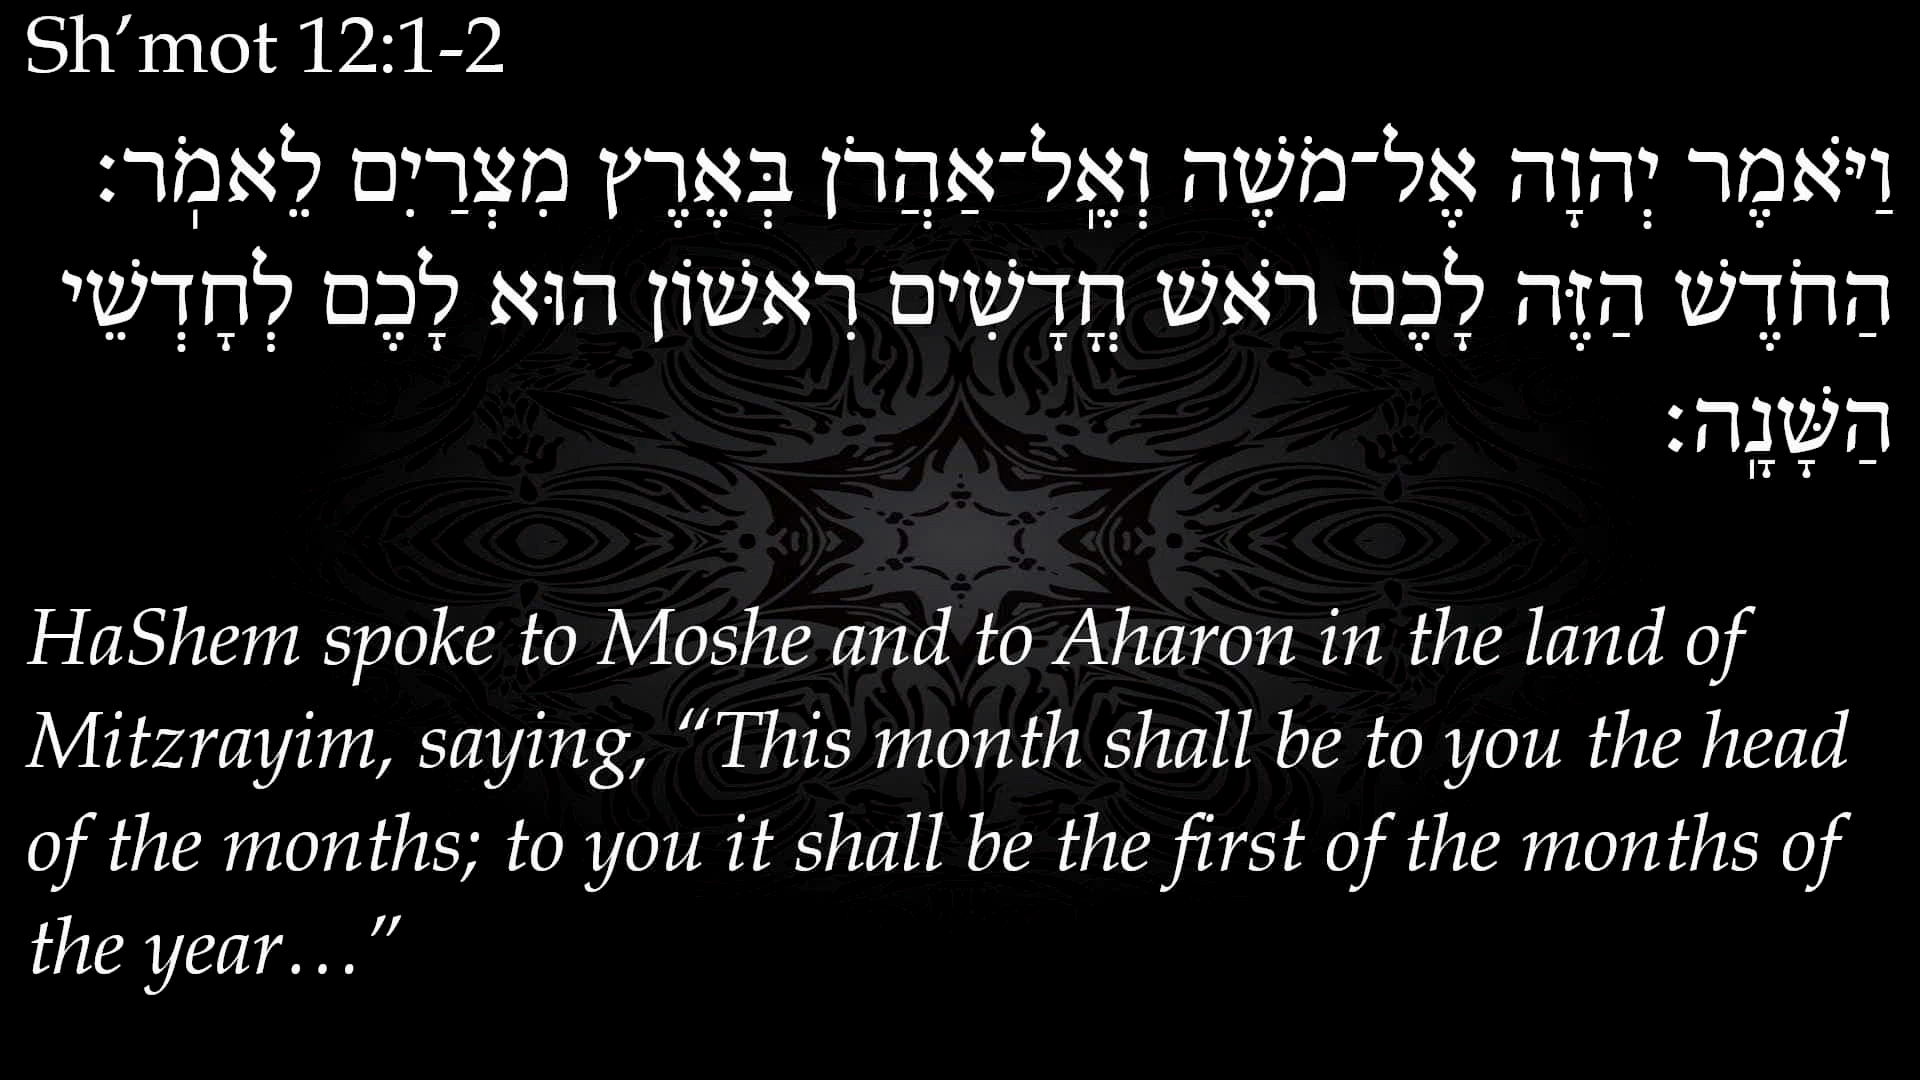 Sh’mot 12:1-2
וַיֹּאמֶר יְהוָה אֶל־מֹשֶׁה וְאֶֽל־אַהֲרֹן בְּאֶרֶץ מִצְרַיִם לֵאמֹֽר׃
הַחֹדֶשׁ הַזֶּה לָכֶם רֹאשׁ חֳדָשִׁים רִאשׁוֹן הוּא לָכֶם לְחָדְשֵׁי
הַשָּׁנָֽה׃
HaShem spoke to Moshe and to Aharon in the land of
Mitzrayim, saying, “This month shall be to you the head
of the months; to you it shall be the first of the months of
the year…”